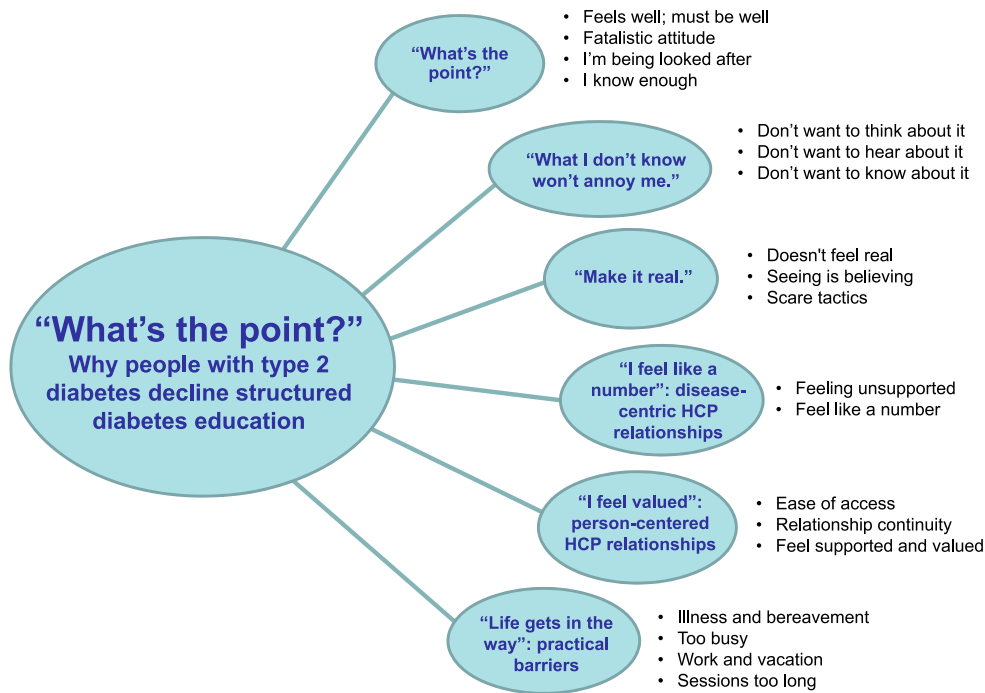 “What’s the
point?”
• Feels well; must be well
• Fatalistic attitude
• I’m being looked after
• I know enough
“What I don’t know
won’t annoy me.”
• Don’t want to think about it
• Don’t want to hear about it
• Don’t want to know about it
“Make it real.”
• Doesn't feel real
• Seeing is believing
• Scare tactics
“What’s the point?”
Why people with type 2
diabetes decline structured
diabetes education
“I feel like a
number”: disease-
centric HCP
relationships
• Feeling unsupported
• Feel like a number
“I feel valued”:
person-centered
HCP relationships
• Ease of access
• Relationship continuity
• Feel supported and valued
“Life gets in the
way”: practical
barriers
• Illness and bereavement
• Too busy
• Work and vacation
• Sessions too long